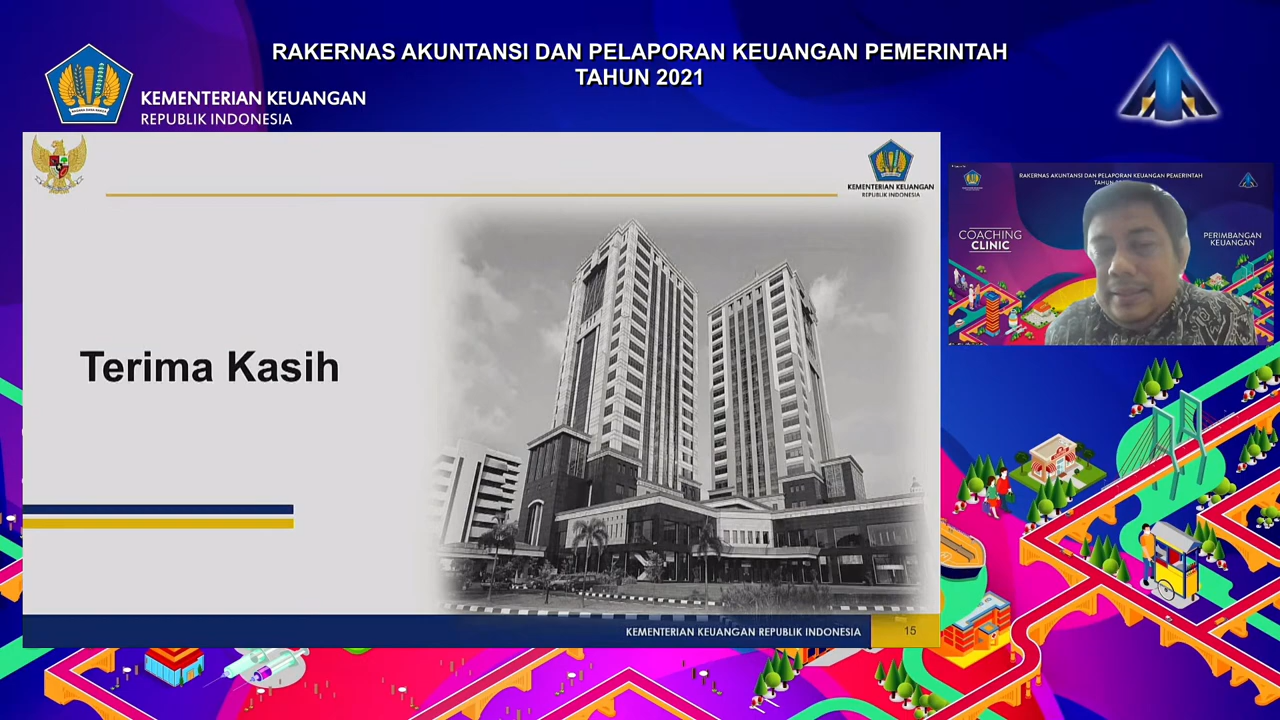 RAKERNAS AKUNTANSI DAN PELAPORAN KEUANGAN PEMERINTAH
TAHUN 2021
KEMENTERIAN KEUANGAN
REPUBLIK INDONESIA
KEMENTERIAN KEUANGAN
REPUBLIK INDONESIA
Terima Kasih
KEMENTERIAN KEUANGAN REPUBLIK INDONESIA
15
RAKERNAS AKUNTANSI DAN PELAPORAN KEUANGAN PEMERINTAH
COACHING
CLINIC
PERIMBANGAN
KEUANGAN